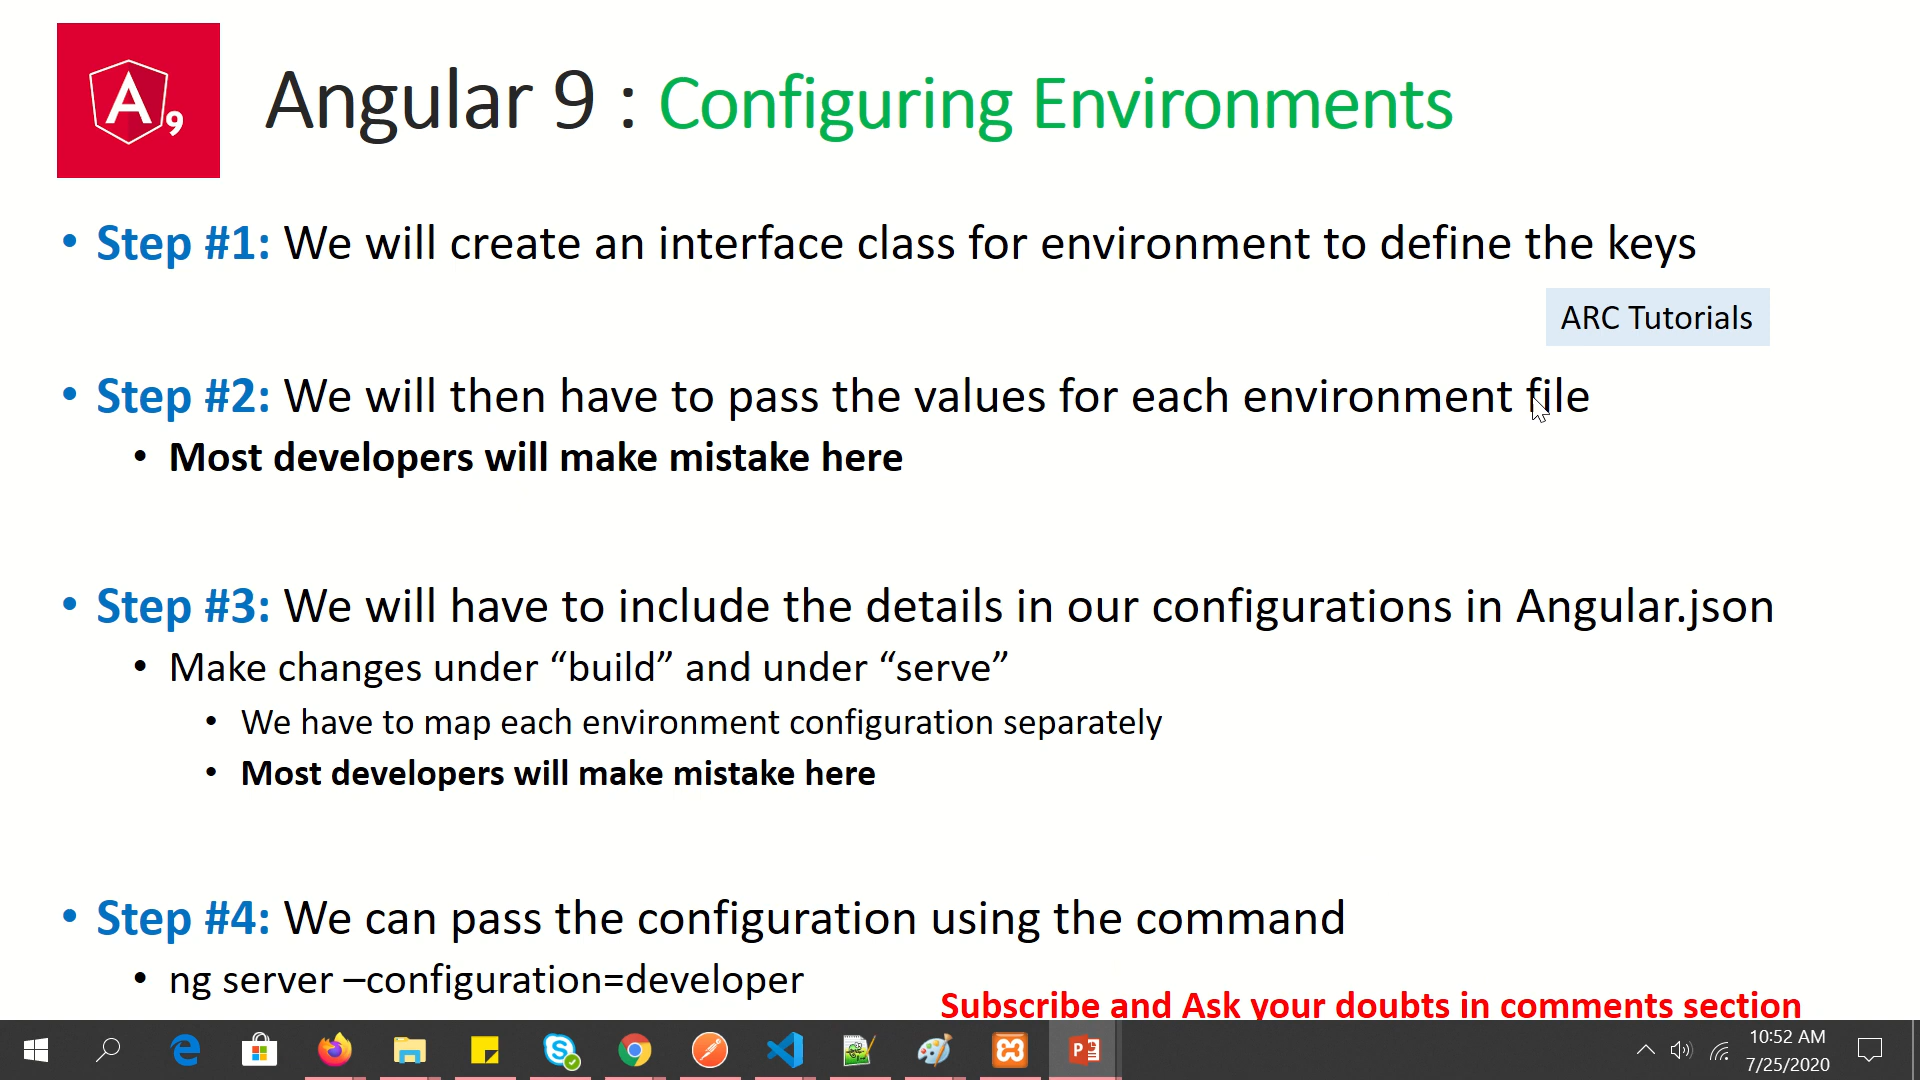 A9
Angular 9 : Configuring Environments
• Step #1: We will create an interface class for environment to define the keys
ARC Tutorials
• Step #2: We will then have to pass the values for each environment file
• Most developers will make mistake here
• Step #3: We will have to include the details in our configurations in Angular.json
• Make changes under “build” and under “serve”
• We have to map each environment configuration separately
• Most developers will make mistake here
• Step #4: We can pass the configuration using the command
• ng server –configuration=developer
Subscribe and Ask your doubts in comments section
10:52 AM
7/25/2020